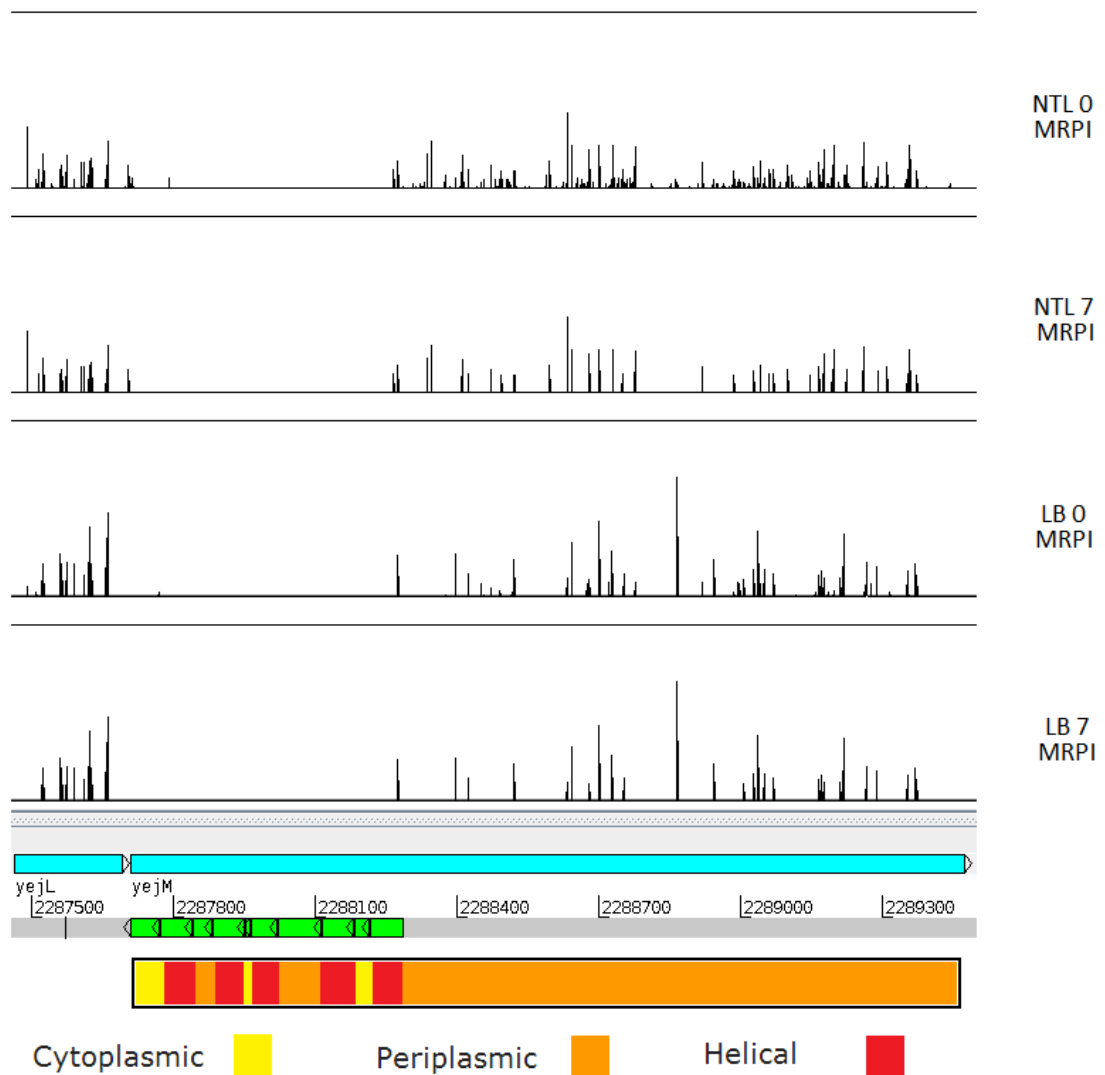 NTL 0
MRPI
NTL 7
MRPI
LB 0
MRPI
LB 7
MRPI
yejL yejM
2287500 2287800 2288100 2288400 2288700 2289000 2289300
Cytoplasmic Periplasmic Helical